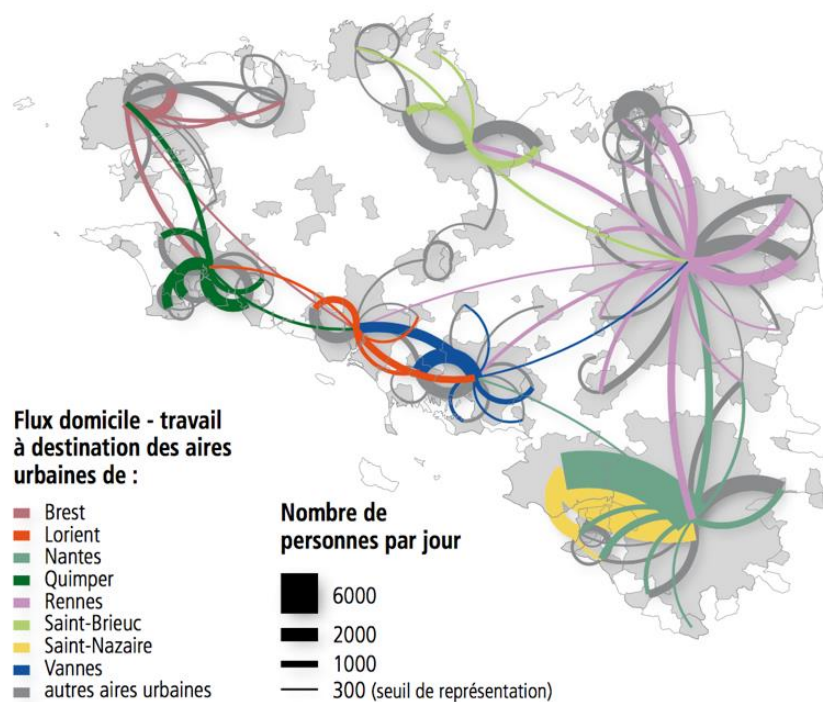 Flux domicile - travail
à destination des aires
urbaines de :
Brest
Lorient
Nantes
Quimper
Rennes
Saint-Brieuc
Saint-Nazaire
Vannes
autres aires urbaines
Nombre de
personnes par jour
6000
2000
1000
300 (seuil de représentation)